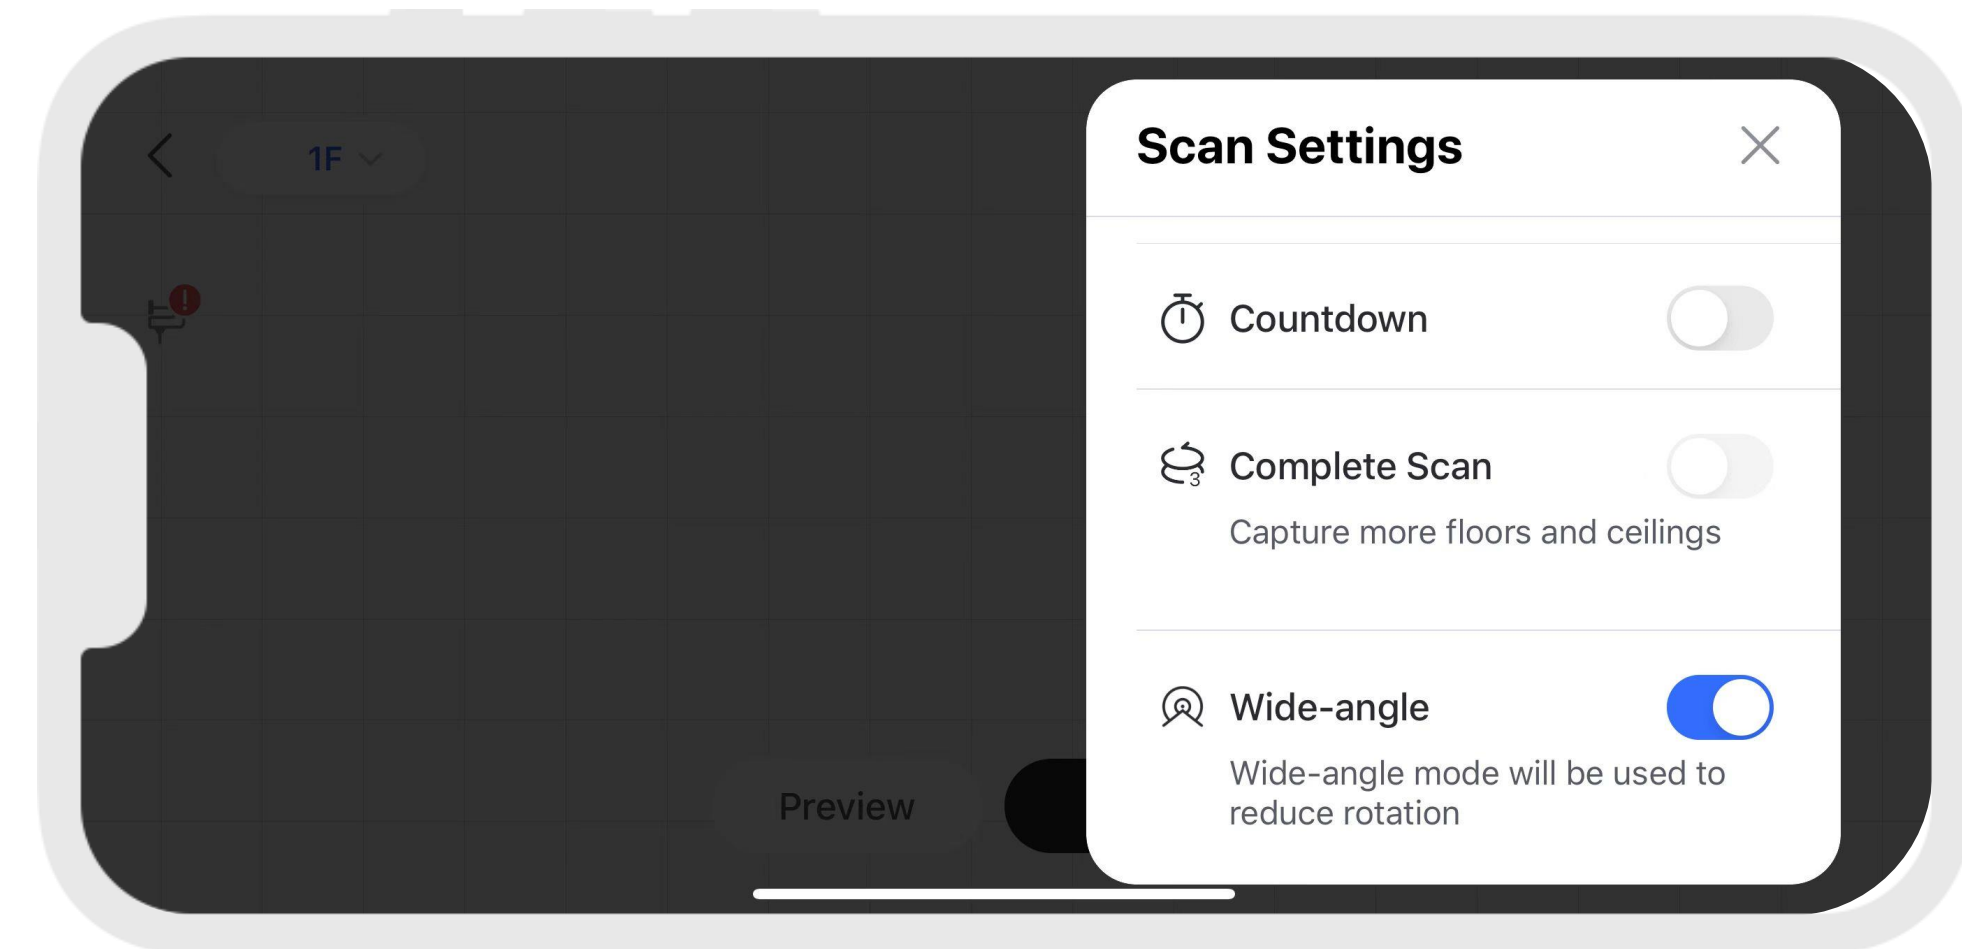 1F
!
Preview
Scan Settings
Countdown
3
Complete Scan
Capture more floors and ceilings
Wide-angle
Wide-angle mode will be used to
reduce rotation